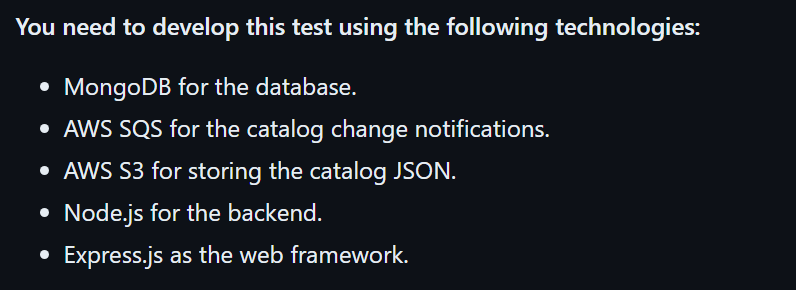 You need to develop this test using the following technologies:
• MongoDB for the database.
• AWS SQS for the catalog change notifications.
• AWS S3 for storing the catalog JSON.
• Node.js for the backend.
• Express.js as the web framework.